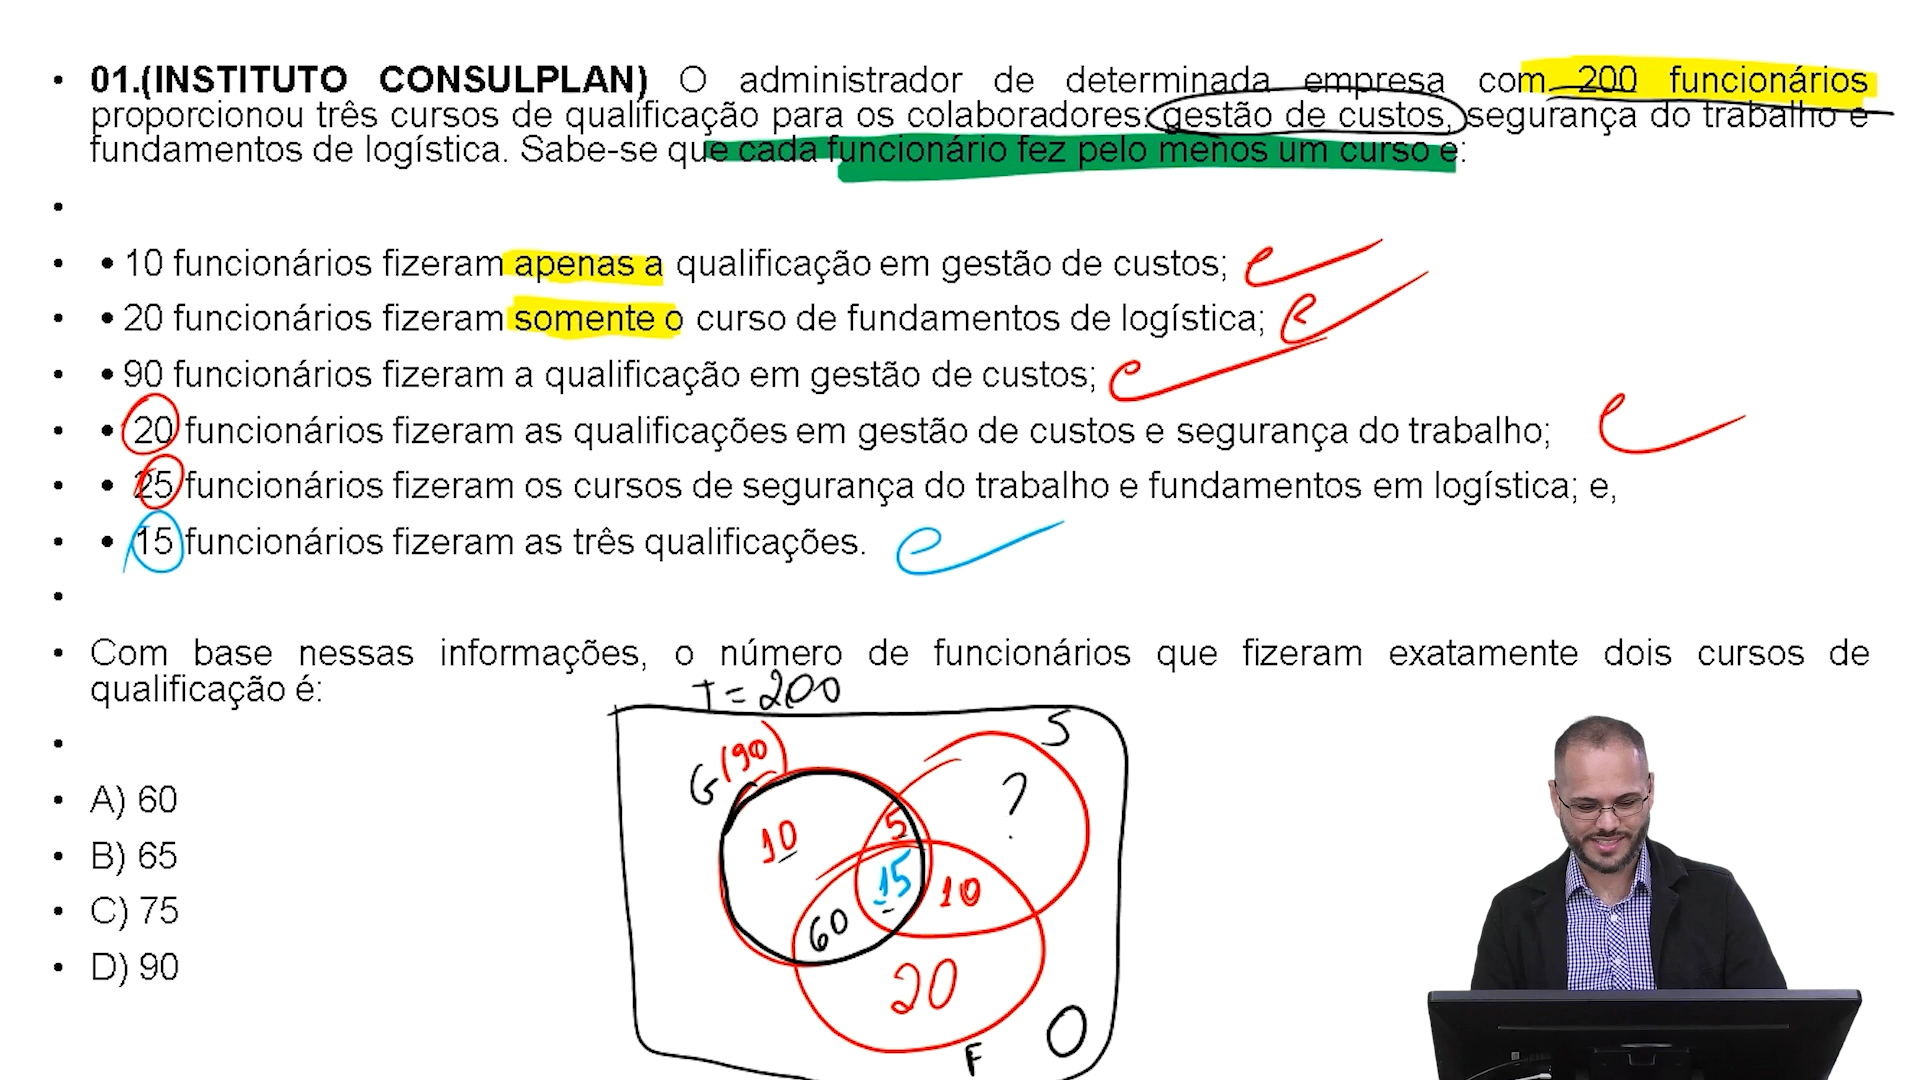 • 01.(INSTITUTO CONSULPLAN) O administrador de determinada empresa com 200 funcionários
proporcionou três cursos de qualificação para os colaboradores: gestão de custos, segurança do trabalho e
fundamentos de logística. Sabe-se que cada funcionário fez pelo menos um curso e:
•
• • 10 funcionários fizeram apenas a qualificação em gestão de custos;
• • 20 funcionários fizeram somente o curso de fundamentos de logística;
• • 90 funcionários fizeram a qualificação em gestão de custos;
• • 20 funcionários fizeram as qualificações em gestão de custos e segurança do trabalho;
• • 25 funcionários fizeram os cursos de segurança do trabalho e fundamentos em logística; e,
• • 15 funcionários fizeram as três qualificações.
•
• Com base nessas informações, o número de funcionários que fizeram exatamente dois cursos de
qualificação é:
•
• A) 60
• B) 65
• C) 75
• D) 90
T = 200
G (90)
S
10
5
?
15
10
60
20
F
0